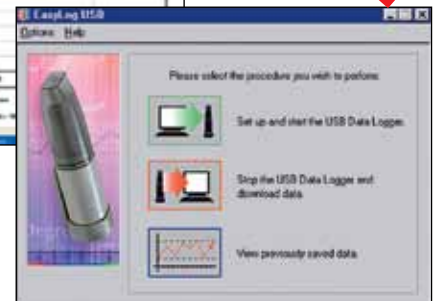 EasyLog USB
Options Help
Please select the procedure you wish to perform:
Set up and start the USB Data Logger.
Stop the USB Data Logger and
download data.
View previously saved data.